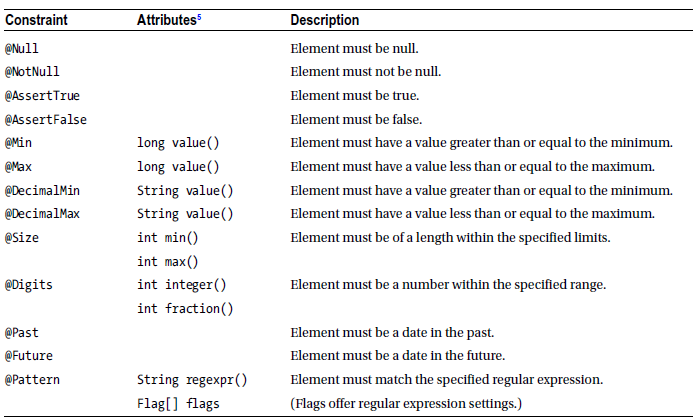 Constraint Attributes5 Description
@Null Element must be null.
@NotNull Element must not be null.
@AssertTrue Element must be true.
@AssertFalse Element must be false.
@Min long value() Element must have a value greater than or equal to the minimum.
@Max long value() Element must have a value less than or equal to the maximum.
@DecimalMin String value() Element must have a value greater than or equal to the minimum.
@DecimalMax String value() Element must have a value less than or equal to the maximum.
@Size int min() Element must be of a length within the specified limits.
int max()
@Digits int integer() Element must be a number within the specified range.
int fraction()
@Past Element must be a date in the past.
@Future Element must be a date in the future.
@Pattern String regexpr() Element must match the specified regular expression.
Flag[] flags (Flags offer regular expression settings.)